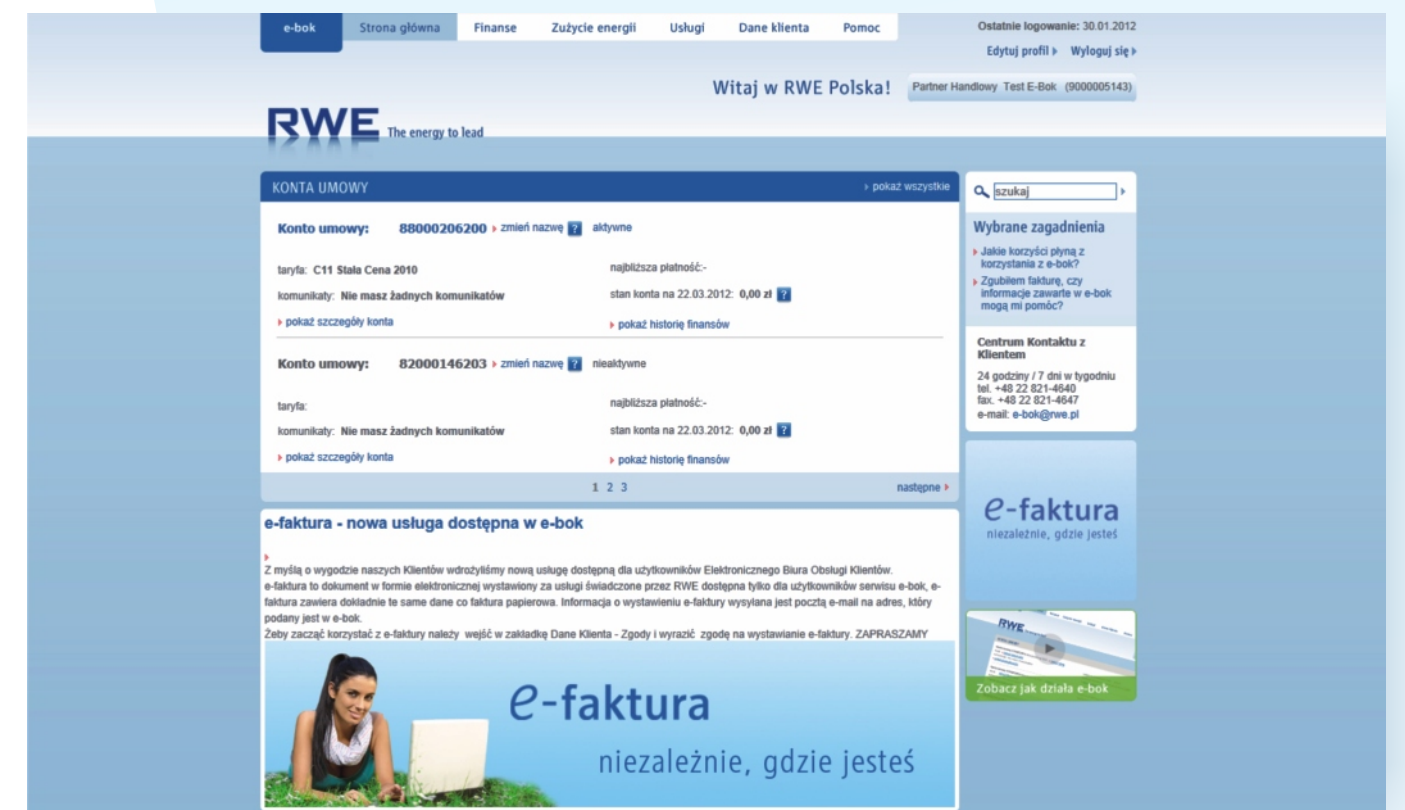 e-bok Strona główna Finanse Zużycie energii Usługi Dane klienta Pomoc
Ostatnie logowanie: 30.01.2012
Edytuj profil Wyloguj się
Witaj w RWE Polska!
Partner Handlowy Test E-Bok (9000005143)
RWE The energy to lead
KONTA UMOWY
pokaż wszystkie
Konto umowy: 88000206200 zmień nazwę ? aktywne
taryfa: C11 Stała Cena 2010
najbliższa płatność:-
komunikaty: Nie masz żadnych komunikatów
stan konta na 22.03.2012: 0,00 zł ?
pokaż szczegóły konta
pokaż historię finansów
Konto umowy: 82000146203 zmień nazwę ? nieaktywne
taryfa:
najbliższa płatność:-
komunikaty: Nie masz żadnych komunikatów
stan konta na 22.03.2012: 0,00 zł ?
pokaż szczegóły konta
pokaż historię finansów
1 2 3
następne
e-faktura - nowa usługa dostępna w e-bok
Z myślą o wygodzie naszych Klientów wdrożyliśmy nową usługę dostępną dla użytkowników Elektronicznego Biura Obsługi Klientów.
e-faktura to dokument w formie elektronicznej wystawiony za usługi świadczone przez RWE dostępna tylko dla użytkowników serwisu e-bok, e-
faktura zawiera dokładnie te same dane co faktura papierowa. Informacja o wystawieniu e-faktury wysyłana jest pocztą e-mail na adres, który
podany jest w e-bok.
Żeby zacząć korzystać z e-faktury należy wejść w zakładkę Dane Klienta - Zgody i wyrazić zgodę na wystawianie e-faktury. ZAPRASZAMY
e-faktura
niezależnie, gdzie jesteś
szukaj
Wybrane zagadnienia
Jakie korzyści płyną z
korzystania z e-bok?
Zgubiłem fakturę, czy
informacje zawarte w e-bok
mogą mi pomóc?
Centrum Kontaktu z
Klientem
24 godziny / 7 dni w tygodniu
tel. +48 22 821-4640
fax. +48 22 821-4647
e-mail: e-bok@rwe.pl
e-faktura
niezależnie, gdzie jesteś
RWE
Zobacz jak działa e-bok